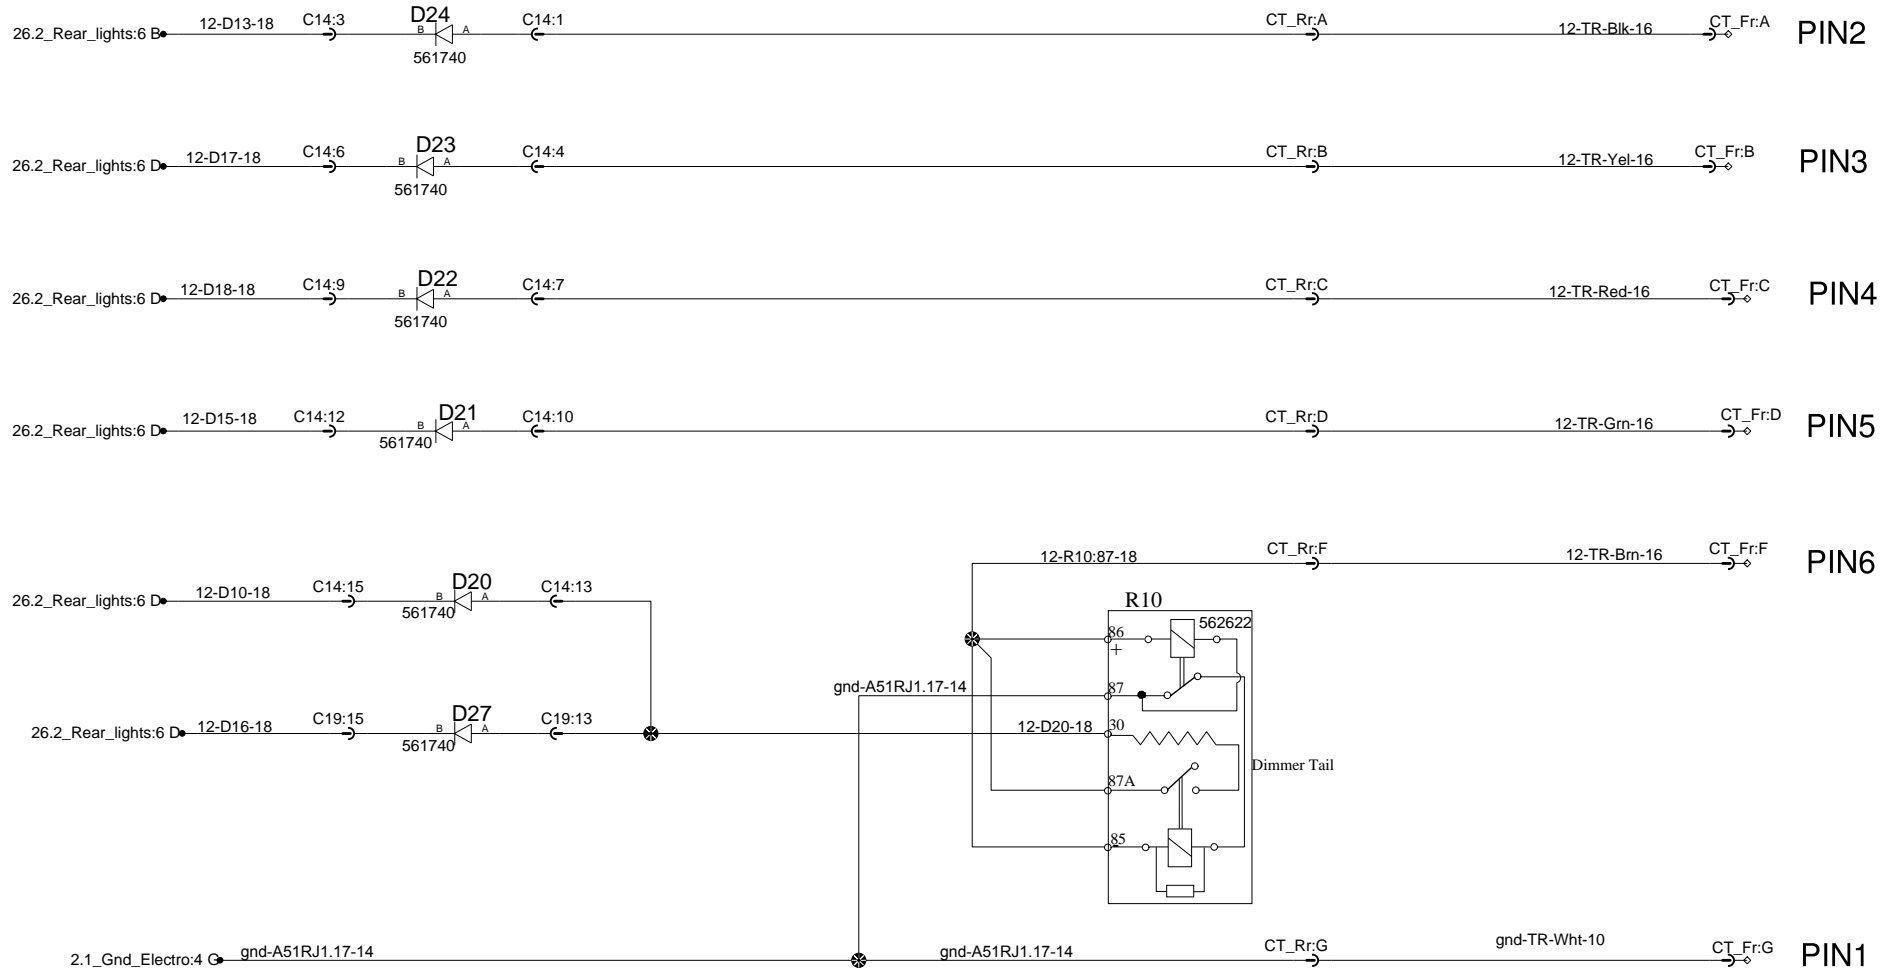 26.2_Rear_lights:6 B 12-D13-18 C14:3 D24 B A 561740 C14:1 CT_Rr:A 12-TR-Blk-16 CT_Fr:A PIN2
26.2_Rear_lights:6 D 12-D17-18 C14:6 D23 B A 561740 C14:4 CT_Rr:B 12-TR-Yel-16 CT_Fr:B PIN3
26.2_Rear_lights:6 D 12-D18-18 C14:9 D22 B A 561740 C14:7 CT_Rr:C 12-TR-Red-16 CT_Fr:C PIN4
26.2_Rear_lights:6 D 12-D15-18 C14:12 D21 B A 561740 C14:10 CT_Rr:D 12-TR-Grn-16 CT_Fr:D PIN5
12-R10:87-18 CT_Rr:F 12-TR-Brn-16 CT_Fr:F PIN6
26.2_Rear_lights:6 D 12-D10-18 C14:15 D20 B A 561740 C14:13
R10
562622
86
+
gnd-A51RJ1.17-14 87
26.2_Rear_lights:6 D 12-D16-18 C19:15 D27 B A 561740 C19:13 12-D20-18 30
Dimmer Tail
87A
85
-
2.1_Gnd_Electro:4 G gnd-A51RJ1.17-14 gnd-A51RJ1.17-14 CT_Rr:G gnd-TR-Wht-10 CT_Fr:G PIN1